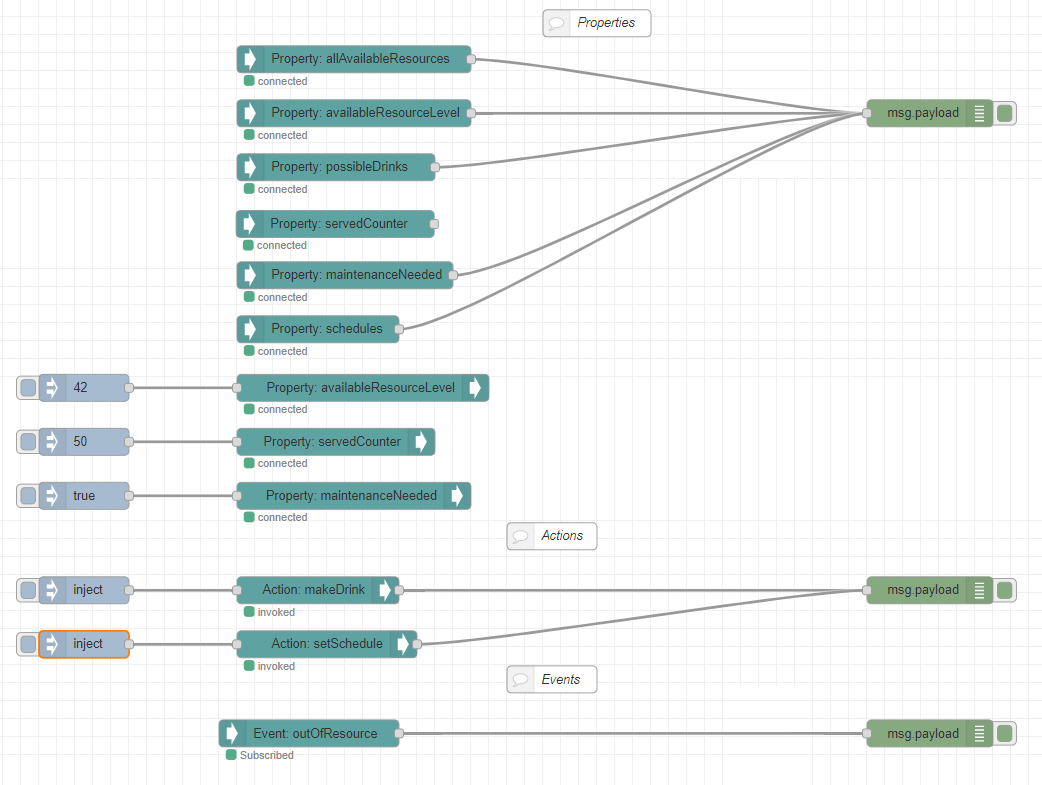 Properties
Property: allAvailableResources
connected
Property: availableResourceLevel
msg.payload
connected
Property: possibleDrinks
connected
Property: servedCounter
connected
Property: maintenanceNeeded
connected
Property: schedules
connected
42
Property: availableResourceLevel
connected
50
Property: servedCounter
connected
true
Property: maintenanceNeeded
connected
Actions
inject
Action: makeDrink
msg.payload
invoked
inject
Action: setSchedule
invoked
Events
Event: outOfResource
msg.payload
Subscribed